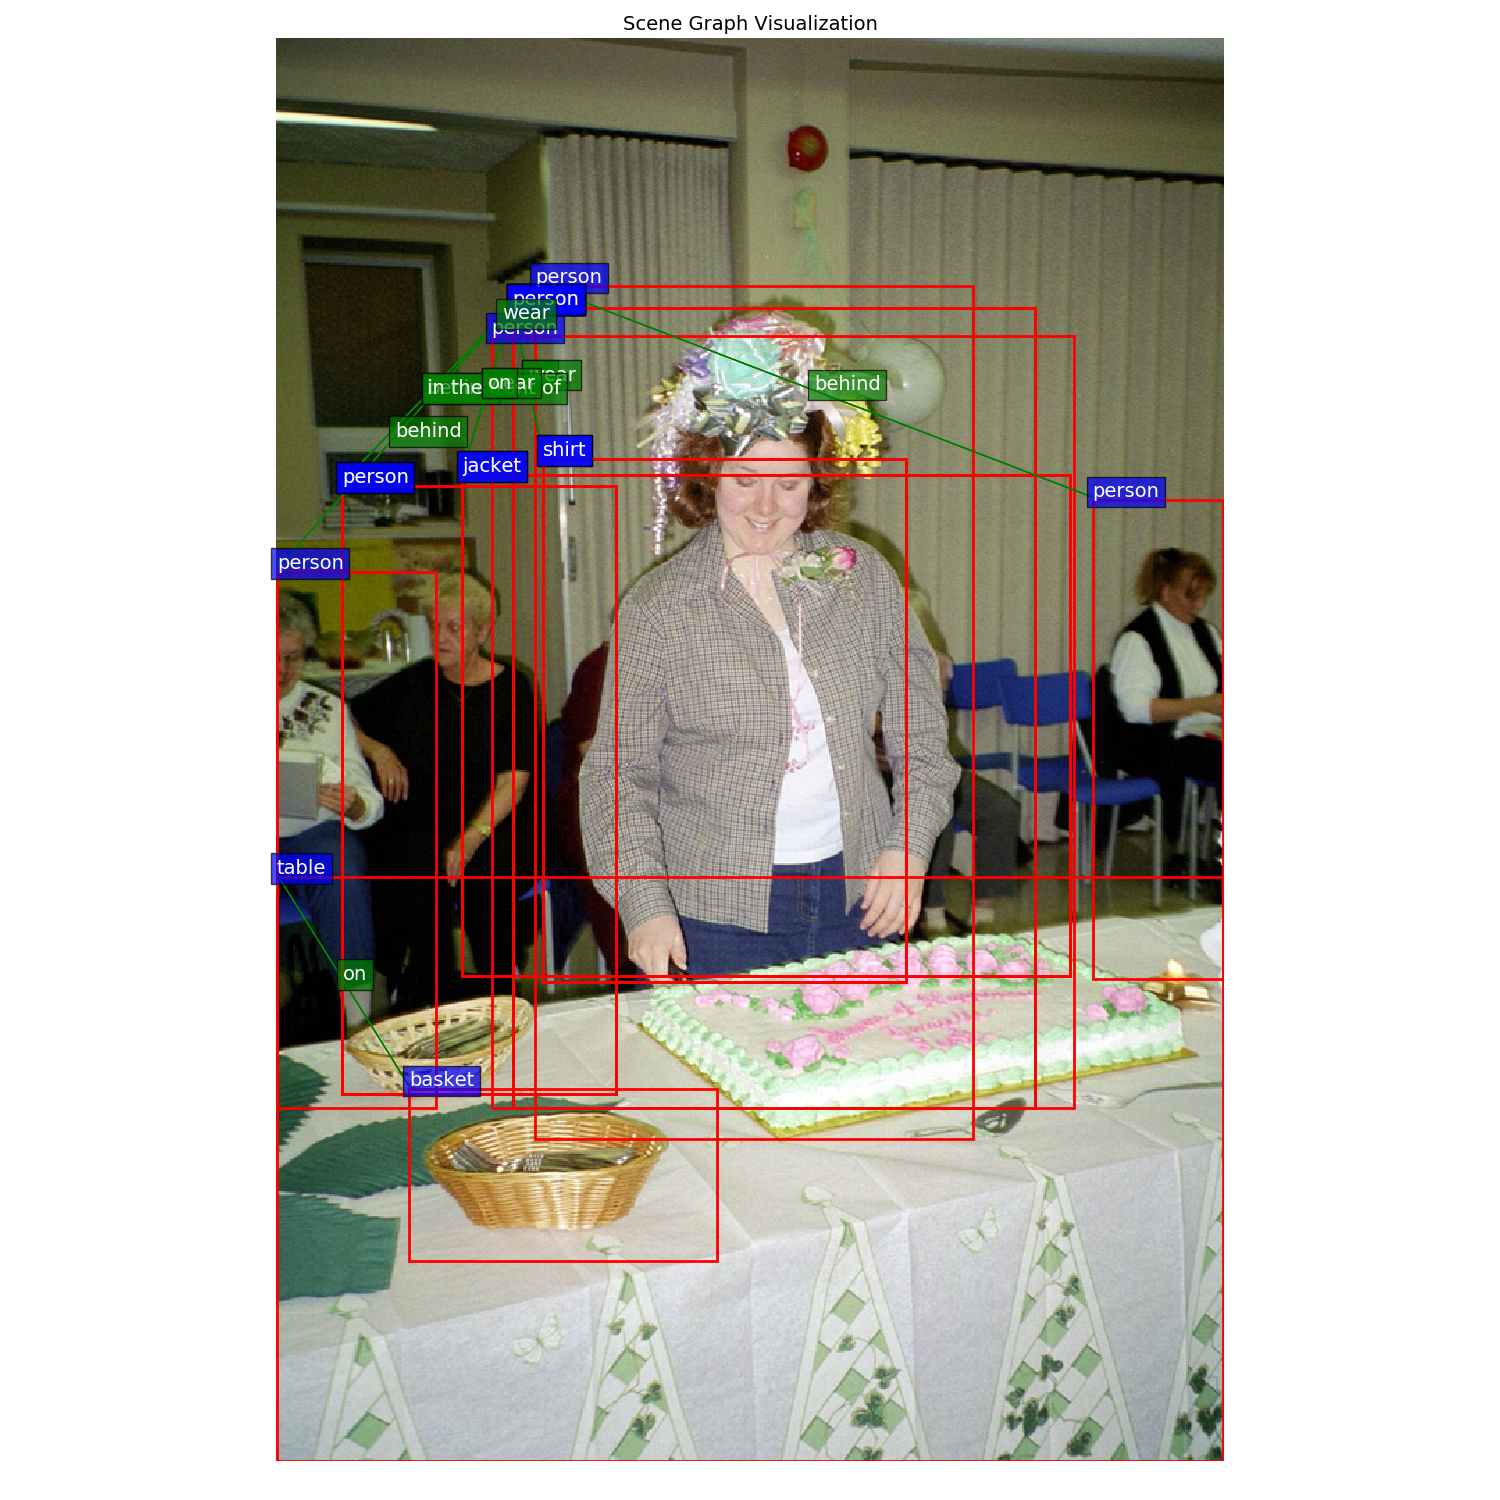 Scene Graph Visualization
person
person
wear
person
wear
behind
in the
on
ar
of
behind
shirt
jacket
person
person
person
table
on
basket